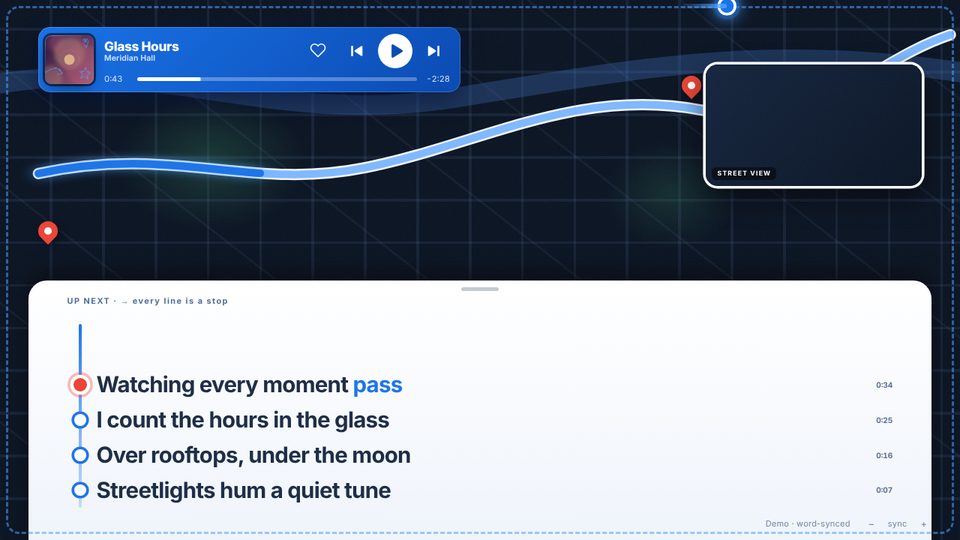 Glass Hours
Meridian Hall
0:43
-2:28
STREET VIEW
UP NEXT · → every line is a stop
Watching every moment pass
0:34
I count the hours in the glass
0:25
Over rooftops, under the moon
0:16
Streetlights hum a quiet tune
0:07
Demo · word-synced − sync +